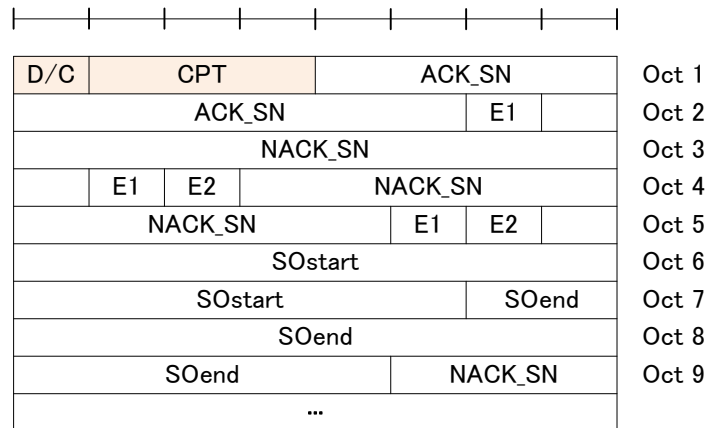 D/C CPT ACK_SN Oct 1
ACK_SN E1 Oct 2
NACK_SN Oct 3
E1 E2 NACK_SN Oct 4
NACK_SN E1 E2 Oct 5
SOstart Oct 6
SOstart SOend Oct 7
SOend Oct 8
SOend NACK_SN Oct 9
...